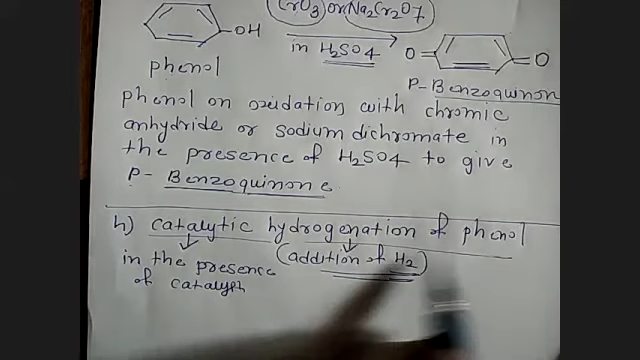 CrO3 or Na2Cr2O7
OH
in H2SO4
O= =O
phenol
P-Benzoquinon
phenol on oxidation with chromic
anhydride or sodium dichromate in
the presence of H2SO4 to give
P- Benzoquinone
h) catalytic hydrogenation of phenol
in the presence (addition of H2)
of catalyst